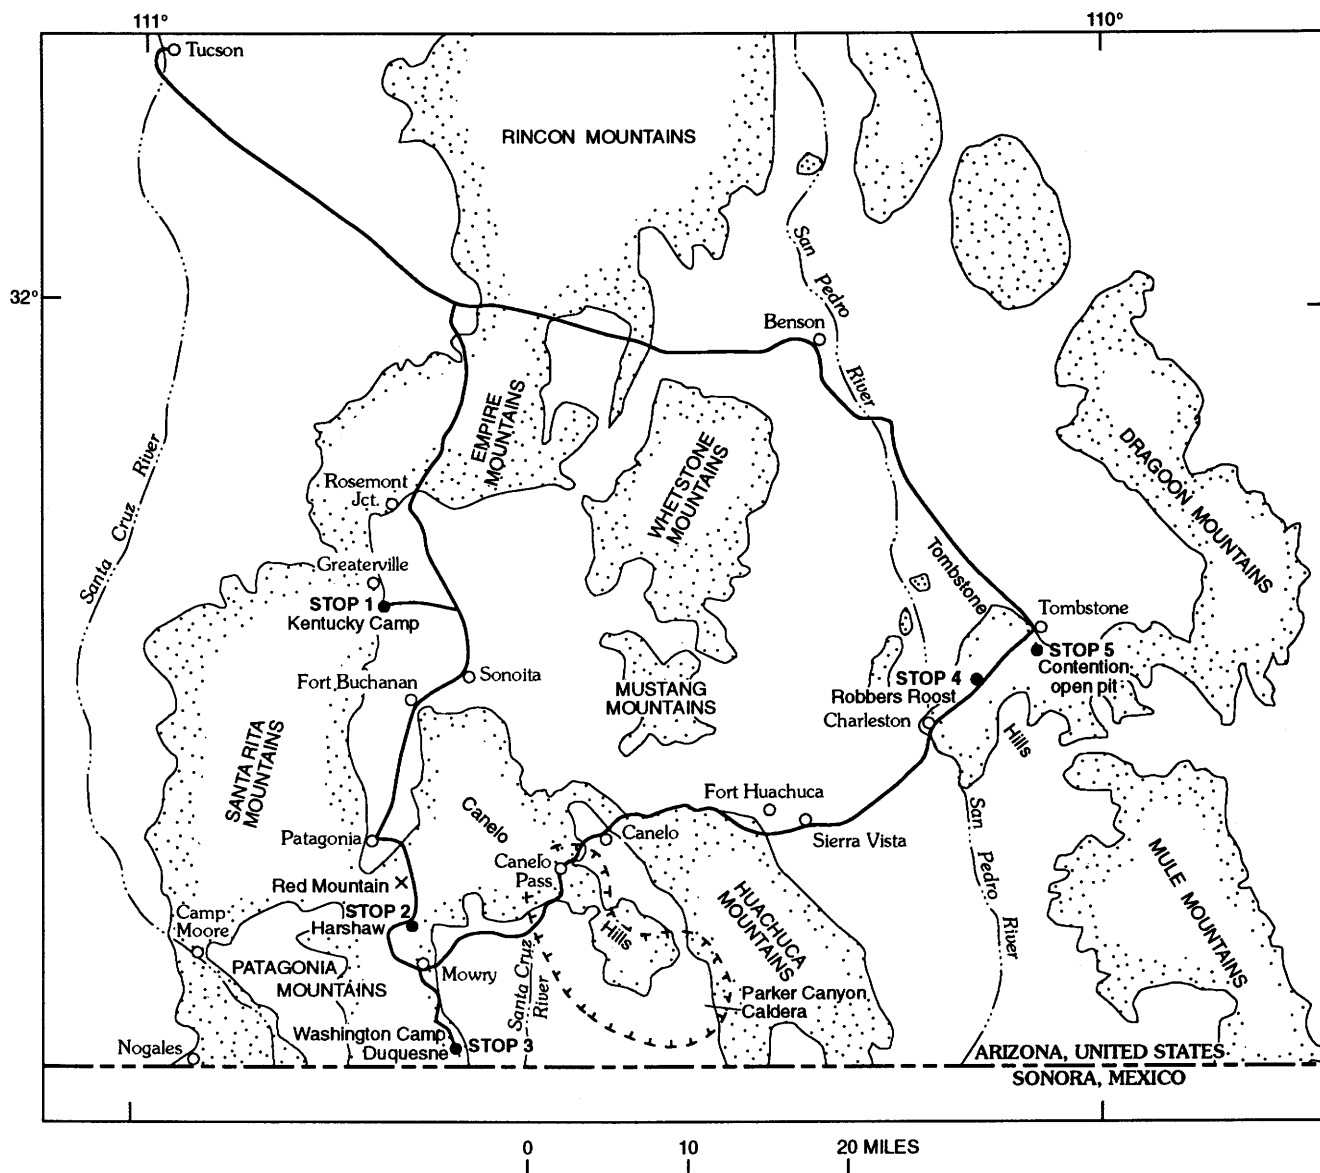 111°
110°
Tucson
RINCON MOUNTAINS
San Pedro River
32°
Benson
EMPIRE
MOUNTAINS
WHETSTONE
MOUNTAINS
DRAGOON MOUNTAINS
Santa Cruz River
Rosemont
Jct.
Greaterville
STOP 1
Kentucky Camp
Tombstone
Tombstone
STOP 5
Contention
open pit
Fort Buchanan
Sonoita
MUSTANG
MOUNTAINS
STOP 4
Robbers Roost
Charleston
Hills
SANTA RITA
MOUNTAINS
Fort Huachuca
Sierra Vista
Canelo
Canelo
Patagonia
Canelo
Pass
Red Mountain
STOP 2
Harshaw
Hills
HUACHUCA
MOUNTAINS
San Pedro River
MULE MOUNTAINS
Camp
Moore
PATAGONIA
MOUNTAINS
Mowry
Santa Cruz
River
Parker Canyon
Caldera
Washington Camp
Duquesne
STOP 3
Nogales
ARIZONA, UNITED STATES
SONORA, MEXICO
0 10 20 MILES